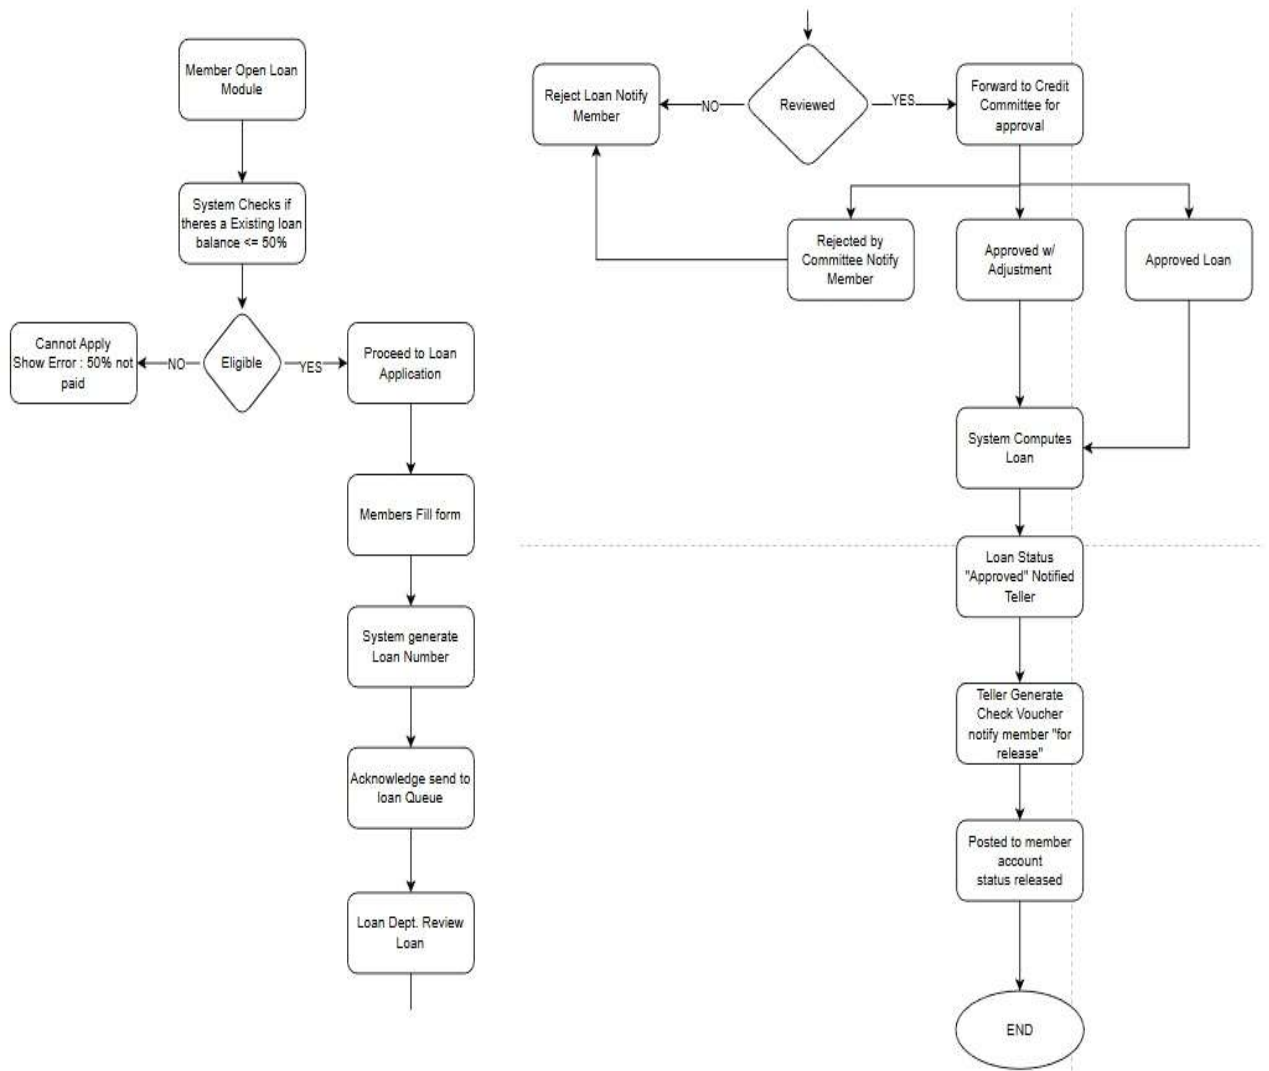 Member Open Loan
Module
System Checks if
theres a Existing loan
balance <= 50%
Eligible
NO
YES
Cannot Apply
Show Error : 50% not
paid
Proceed to Loan
Application
Members Fill form
System generate
Loan Number
Acknowledge send to
loan Queue
Loan Dept. Review
Loan
Reviewed
NO
YES
Reject Loan Notify
Member
Forward to Credit
Committee for
approval
Rejected by
Committee Notify
Member
Approved w/
Adjustment
Approved Loan
System Computes
Loan
Loan Status
"Approved" Notified
Teller
Teller Generate
Check Voucher
notify member "for
release"
Posted to member
account
status released
END